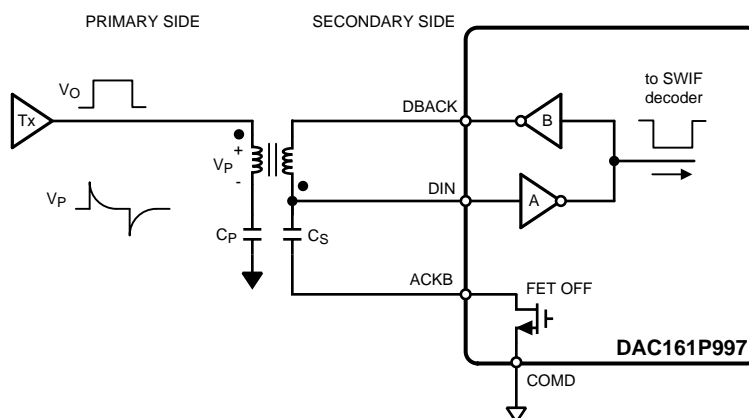 PRIMARY SIDE
SECONDARY SIDE
VO
Tx
VP
+
VP
-
CP
CS
DBACK
DIN
ACKB
B
A
to SWIF
decoder
FET OFF
DAC161P997
COMD